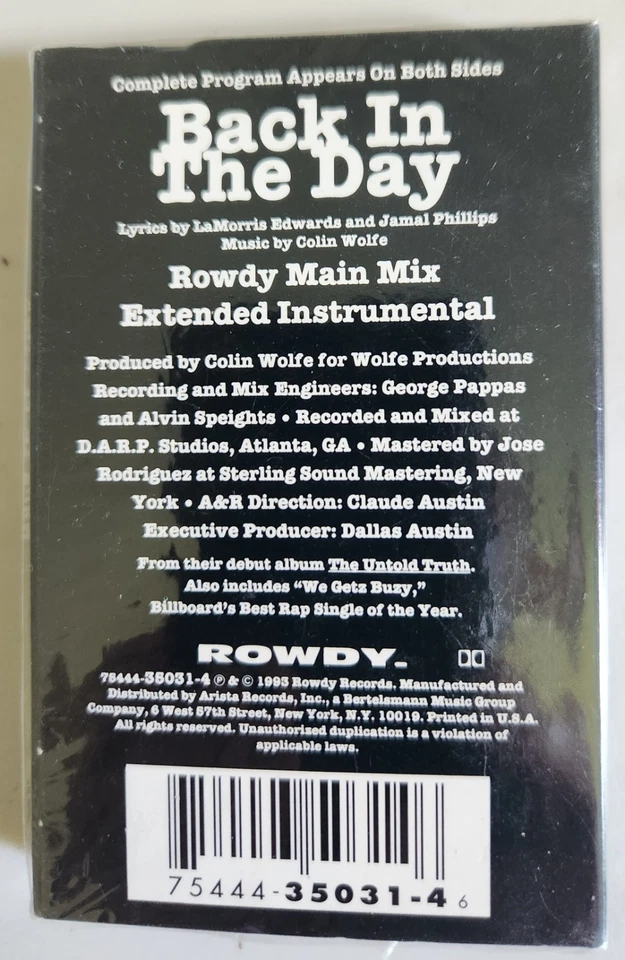 Complete Program Appears On Both Sides
Back In
The Day
Lyrics by LaMorris Edwards and Jamal Phillips
Music by Colin Wolfe
Rowdy Main Mix
Extended Instrumental
Produced by Colin Wolfe for Wolfe Productions
Recording and Mix Engineers: George Pappas
and Alvin Speights • Recorded and Mixed at
D.A.R.P. Studios, Atlanta, GA • Mastered by Jose
Rodriguez at Sterling Sound Mastering, New
York • A&R Direction: Claude Austin
Executive Producer: Dallas Austin
From their debut album The Untold Truth.
Also includes “We Getz Buzy,”
Billboard's Best Rap Single of the Year.
ROWDY.
75444-35031-4 ℗ & © 1993 Rowdy Records. Manufactured and
Distributed by Arista Records, Inc., a Bertelsmann Music Group
Company, 6 West 57th Street, New York, N.Y. 10019. Printed in U.S.A.
All rights reserved. Unauthorized duplication is a violation of
applicable laws.
75444-35031-4 6